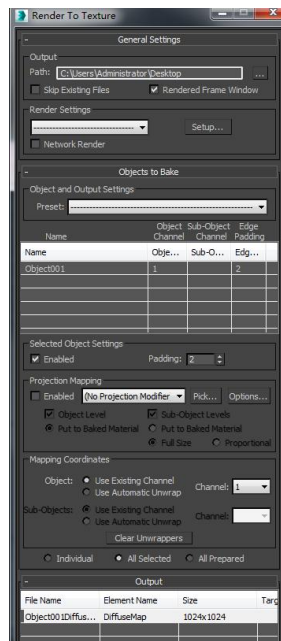 Render To Texture
General Settings
Output
Path: C:\Users\Administrator\Desktop ...
Skip Existing Files Rendered Frame Window
Render Settings
Setup...
Network Render
Objects to Bake
Object and Output Settings
Preset:
Name Object Channel Sub-Object Channel Edge Padding
Name Obje... Sub-O... Edg...
Object001 1 2
Selected Object Settings
Enabled Padding: 2
Projection Mapping
Enabled (No Projection Modifier Pick... Options...
Object Level Sub-Object Levels
Put to Baked Material Put to Baked Material
Full Size Proportional
Mapping Coordinates
Object: Use Existing Channel Channel: 1
Use Automatic Unwrap
Sub-Objects: Use Existing Channel Channel:
Use Automatic Unwrap
Clear Unwrappers
Individual All Selected All Prepared
Output
File Name Element Name Size Targ
Object001Diffus... DiffuseMap 1024x1024